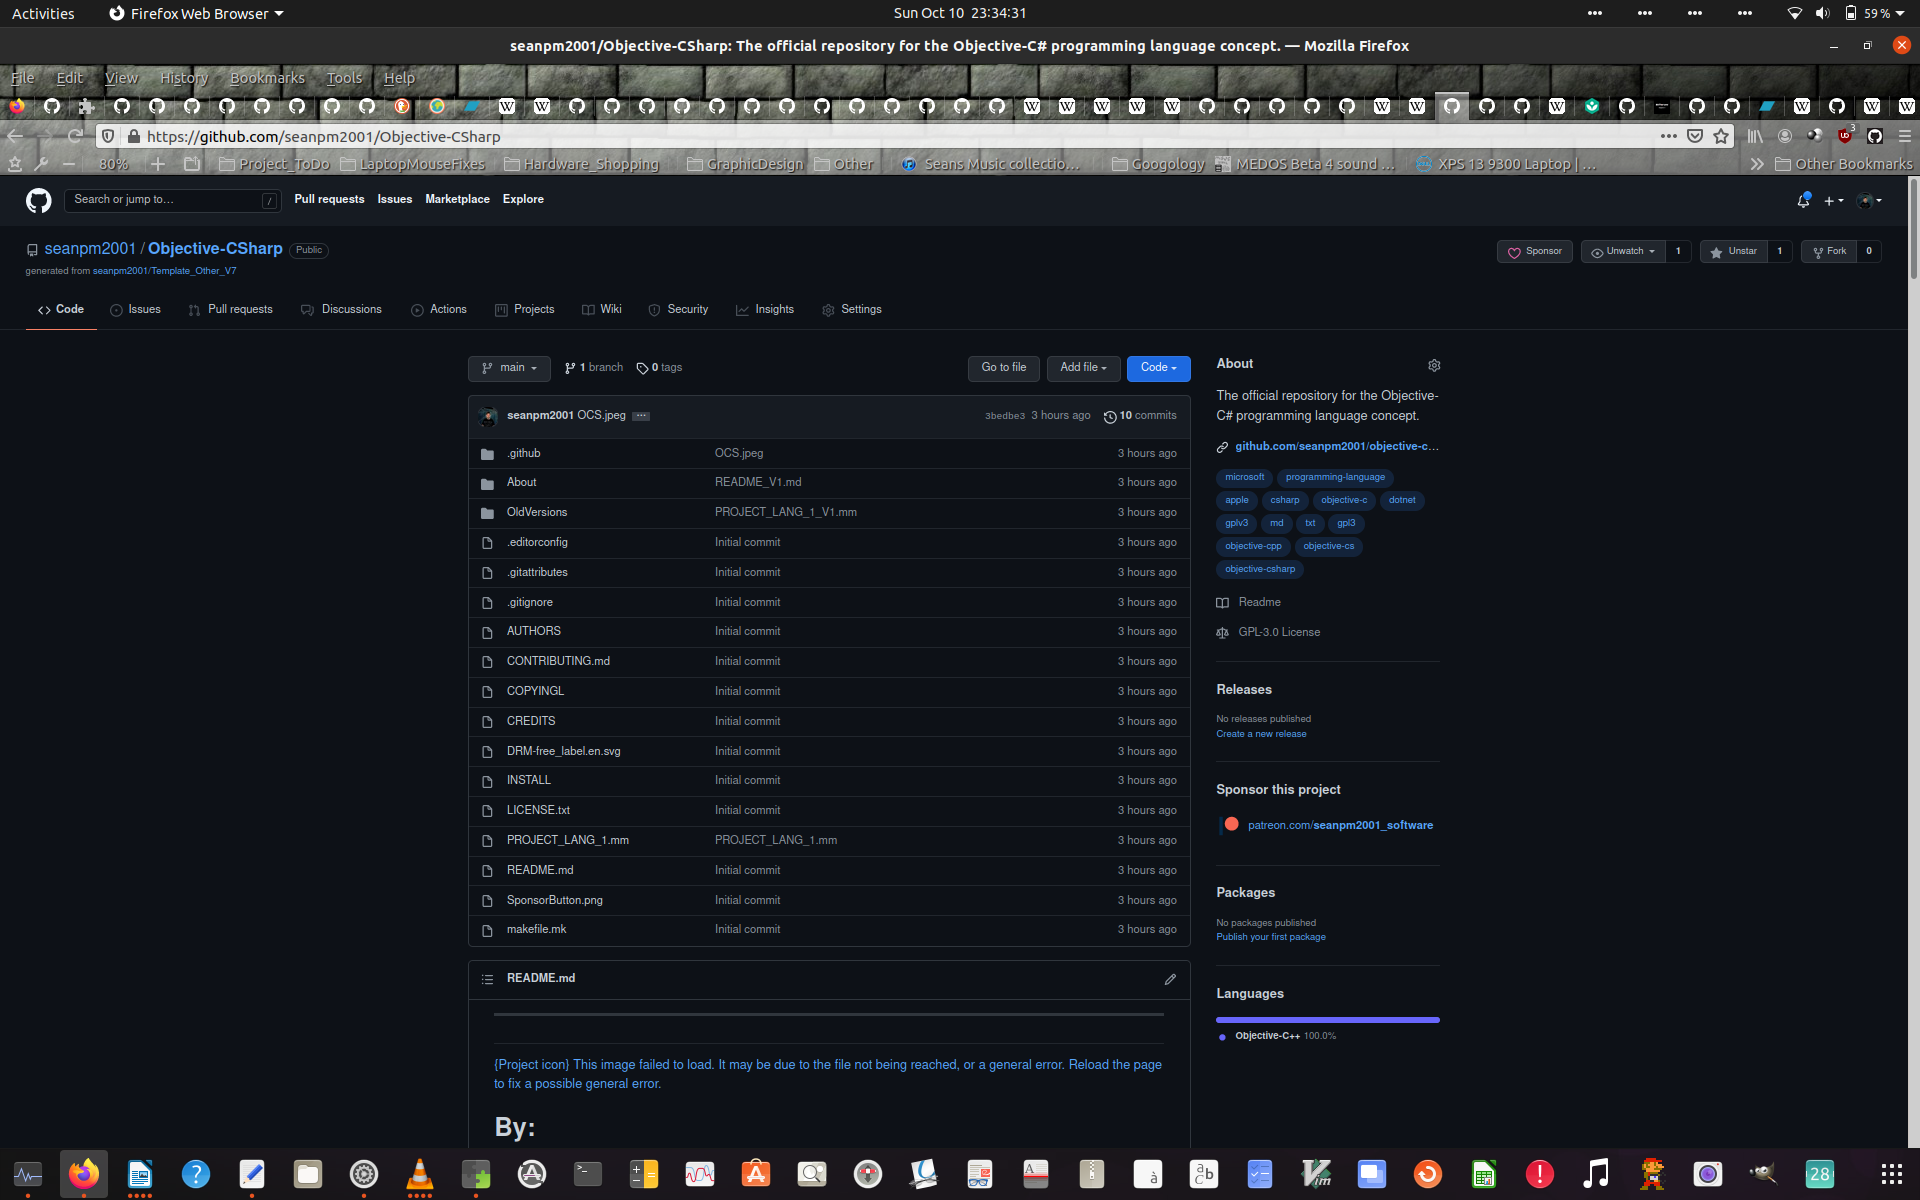 Activities Firefox Web Browser Sun Oct 10 23:34:31 59 %
seanpm2001/Objective-CSharp: The official repository for the Objective-C# programming language concept. — Mozilla Firefox
File Edit View History Bookmarks Tools Help
https://github.com/seanpm2001/Objective-CSharp
80% Project_ToDo LaptopMouseFixes Hardware_Shopping GraphicDesign Other Seans Music collectio… Googology MEDOS Beta 4 sound … XPS 13 9300 Laptop | … Other Bookmarks
Search or jump to… / Pull requests Issues Marketplace Explore
seanpm2001 / Objective-CSharp Public Sponsor Unwatch 1 Unstar 1 Fork 0
generated from seanpm2001/Template_Other_V7
Code Issues Pull requests Discussions Actions Projects Wiki Security Insights Settings
main 1 branch 0 tags Go to file Add file Code
seanpm2001 OCS.jpeg ... 3bedbe3 3 hours ago 10 commits
.github OCS.jpeg 3 hours ago
About README_V1.md 3 hours ago
OldVersions PROJECT_LANG_1_V1.mm 3 hours ago
.editorconfig Initial commit 3 hours ago
.gitattributes Initial commit 3 hours ago
.gitignore Initial commit 3 hours ago
AUTHORS Initial commit 3 hours ago
CONTRIBUTING.md Initial commit 3 hours ago
COPYINGL Initial commit 3 hours ago
CREDITS Initial commit 3 hours ago
DRM-free_label.en.svg Initial commit 3 hours ago
INSTALL Initial commit 3 hours ago
LICENSE.txt Initial commit 3 hours ago
PROJECT_LANG_1.mm PROJECT_LANG_1.mm 3 hours ago
README.md Initial commit 3 hours ago
SponsorButton.png Initial commit 3 hours ago
makefile.mk Initial commit 3 hours ago
README.md
{Project icon} This image failed to load. It may be due to the file not being reached, or a general error. Reload the page
to fix a possible general error.
By:
About
The official repository for the Objective-
C# programming language concept.
github.com/seanpm2001/objective-c…
microsoft programming-language
apple csharp objective-c dotnet
gplv3 md txt gpl3
objective-cpp objective-cs
objective-csharp
Readme
GPL-3.0 License
Releases
No releases published
Create a new release
Sponsor this project
patreon.com/seanpm2001_software
Packages
No packages published
Publish your first package
Languages
Objective-C++ 100.0%
28